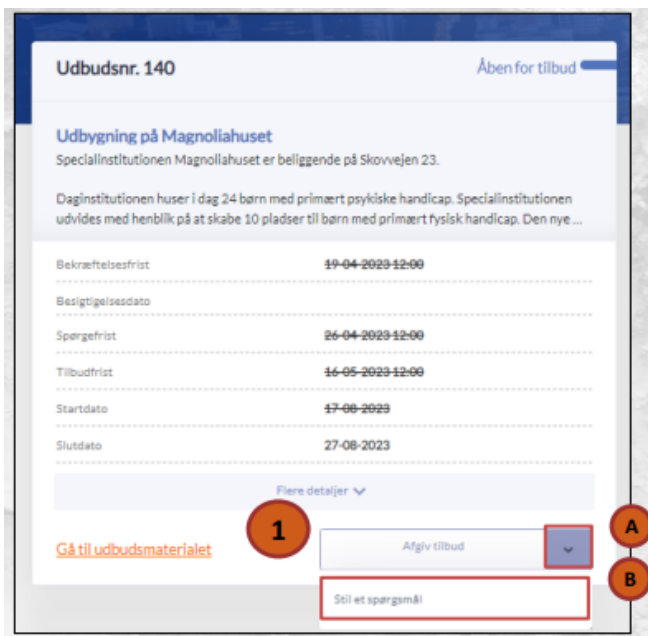 Udbudsnr. 140 Åben for tilbud
Udbygning på Magnoliahuset
Specialinstitutionen Magnoliahuset er beliggende på Skovvejen 23.
Daginstitutionen huser i dag 24 børn med primært psykiske handicap. Specialinstitutionen
udvides med henblik på at skabe 10 pladser til børn med primært fysisk handicap. Den nye ...
Bekræftelsesfrist 19-04-2023 12:00
Besigtigelsesdato
Spørgefrist 26-04-2023 12:00
Tilbudfrist 16-05-2023 12:00
Startdato 17-08-2023
Slutdato 27-08-2023
Flere detaljer
1
Gå til udbudsmaterialet Afgiv tilbud A
B
Stil et spørgsmål